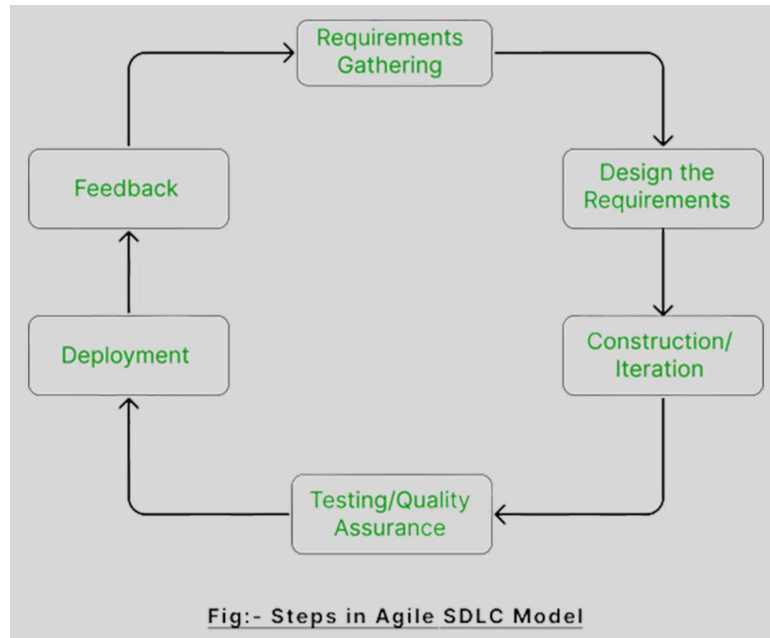 Requirements
Gathering
Design the
Requirements
Construction/
Iteration
Testing/Quality
Assurance
Deployment
Feedback
Fig:- Steps in Agile SDLC Model